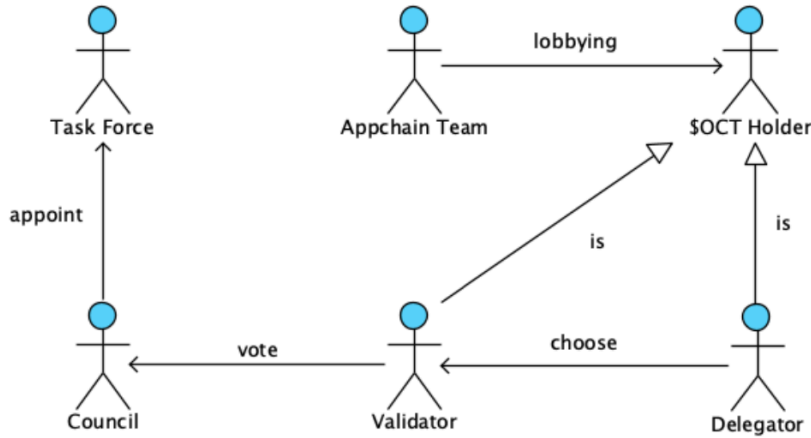 lobbying
Task Force
Appchain Team
$OCT Holder
appoint
is
is
vote
choose
Council
Validator
Delegator